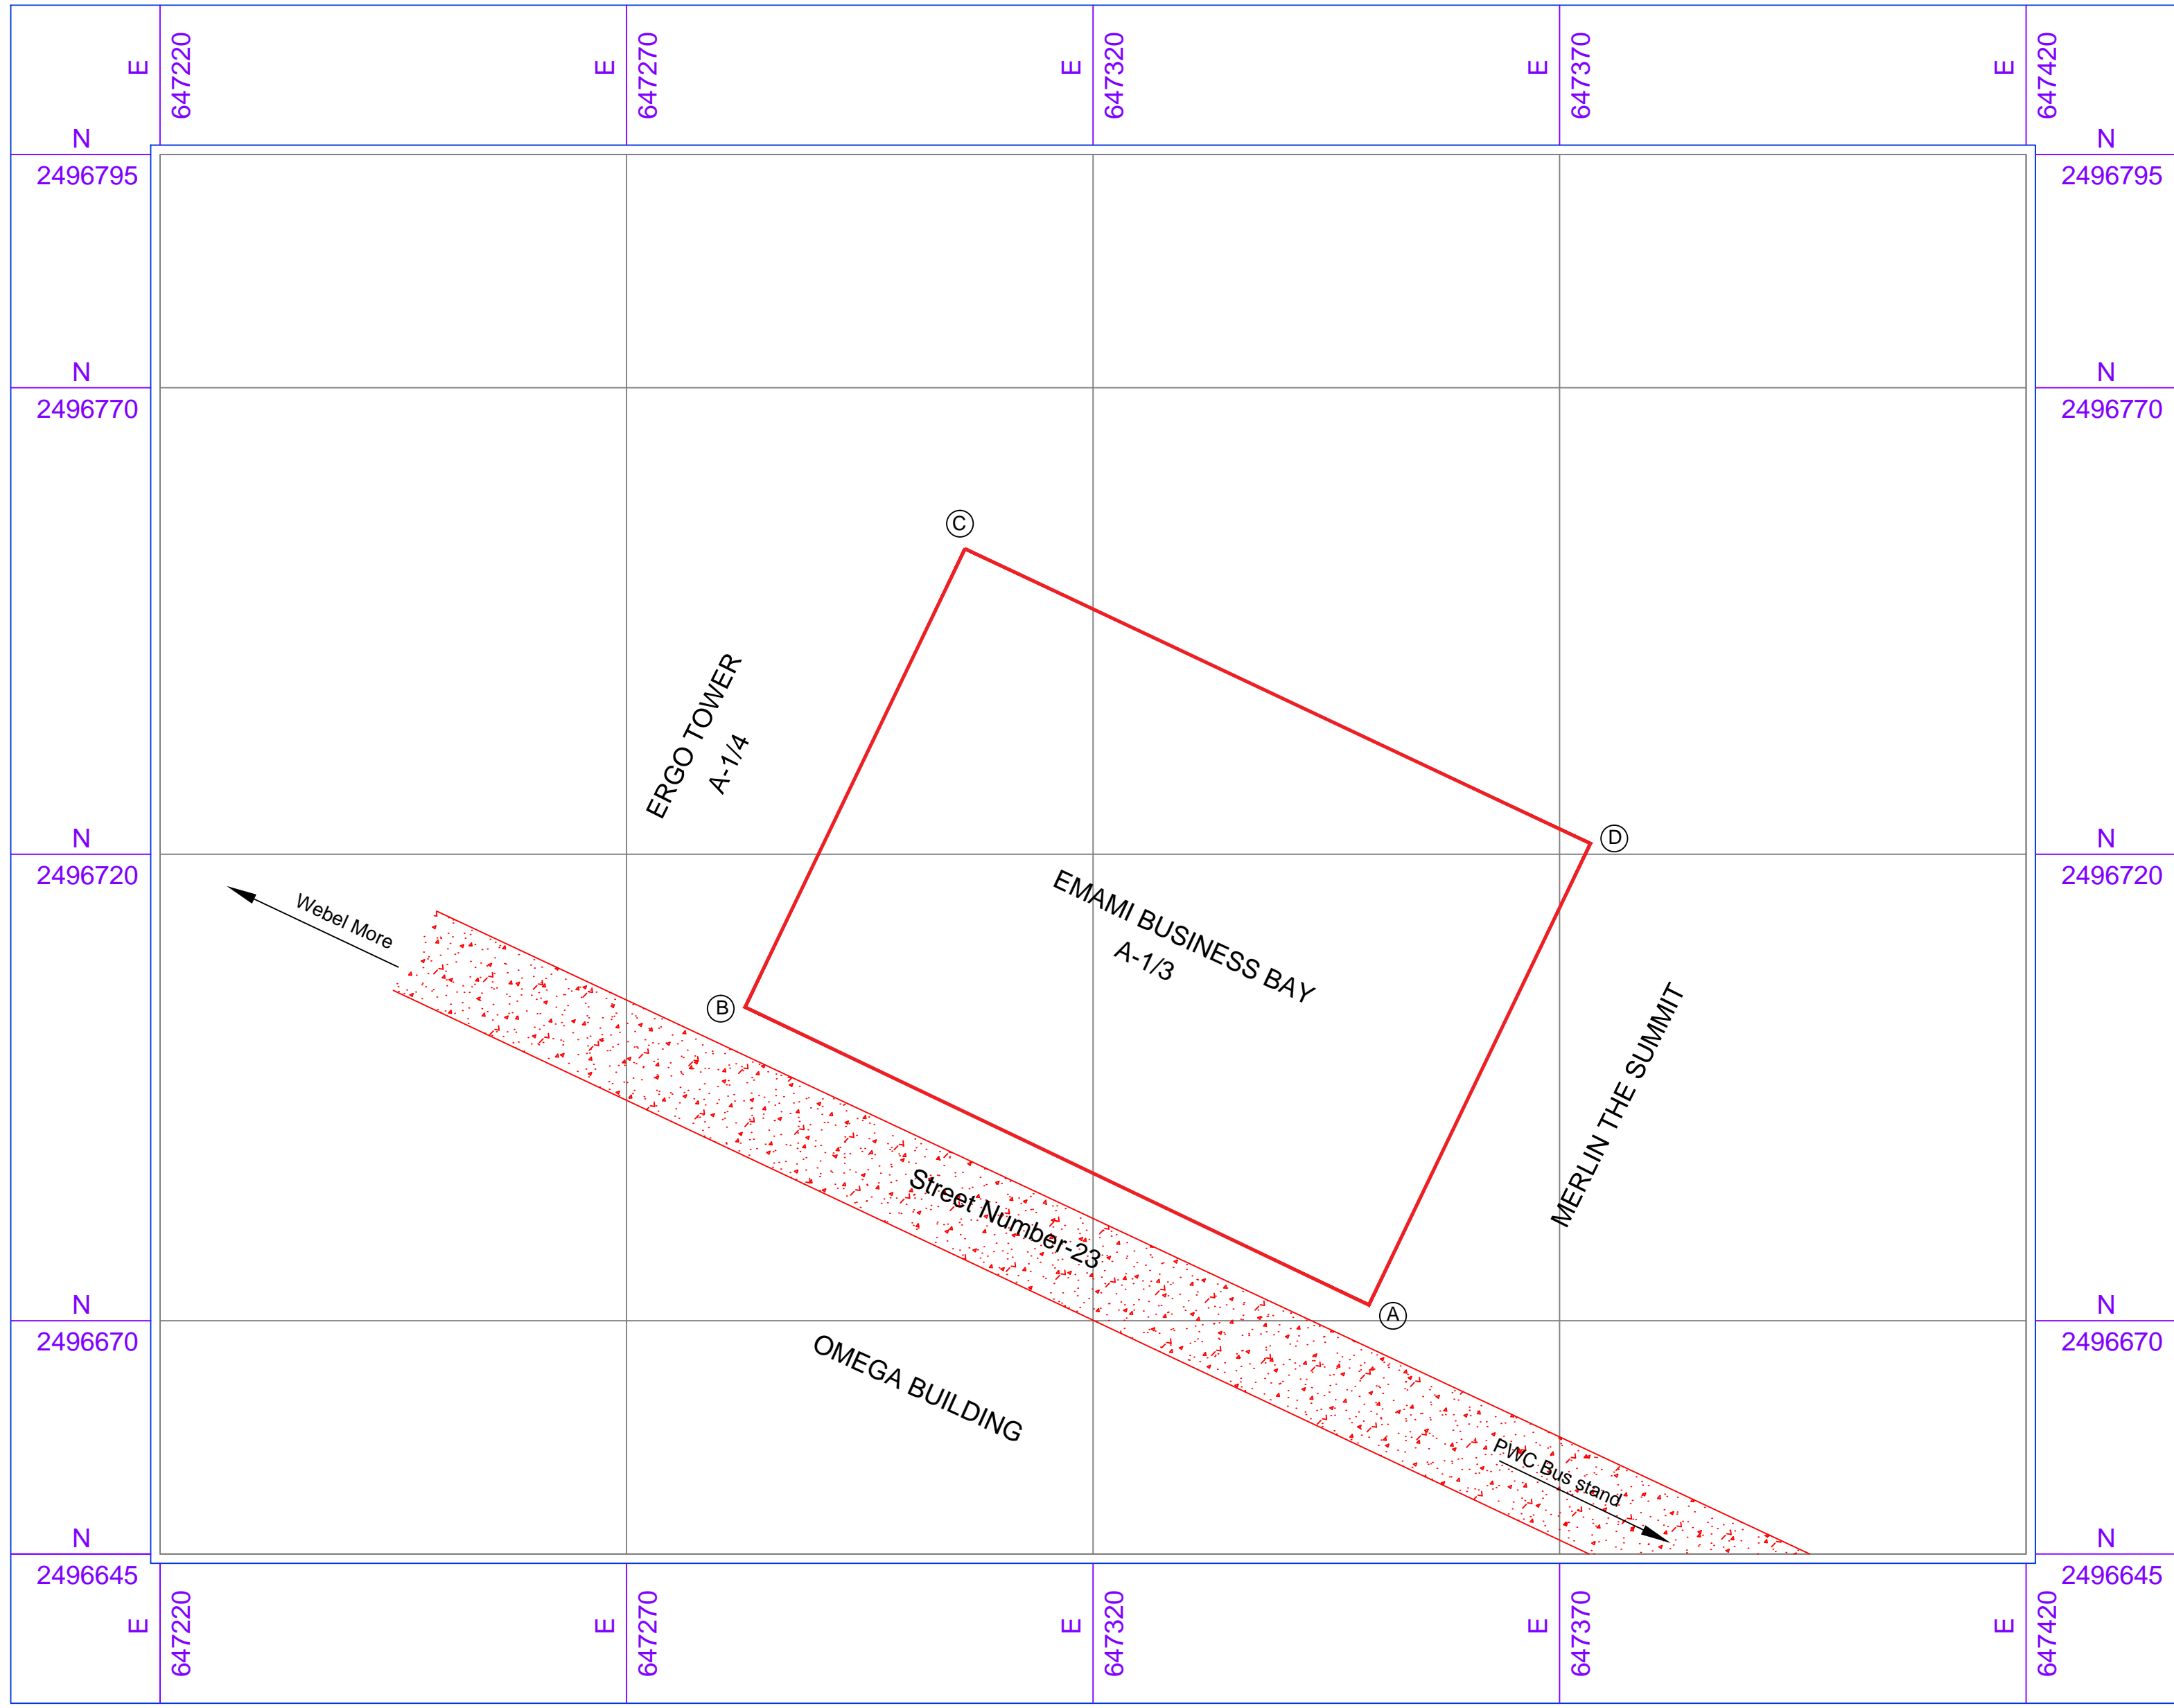 E 647220 E 647270 E 647320 E 647370 E 647420
N N
2496795 2496795
N N
2496770 2496770
C
ERGO TOWER
A-1/4
D
N N
2496720 2496720
EMAMI BUSINESS BAY
A-1/3
Webel More
B
MERLIN THE SUMMIT
Street Number-23
A
N N
2496670 2496670
OMEGA BUILDING
PWC Bus stand
N N
2496645 2496645
E 647220 E 647270 E 647320 E 647370 E 647420